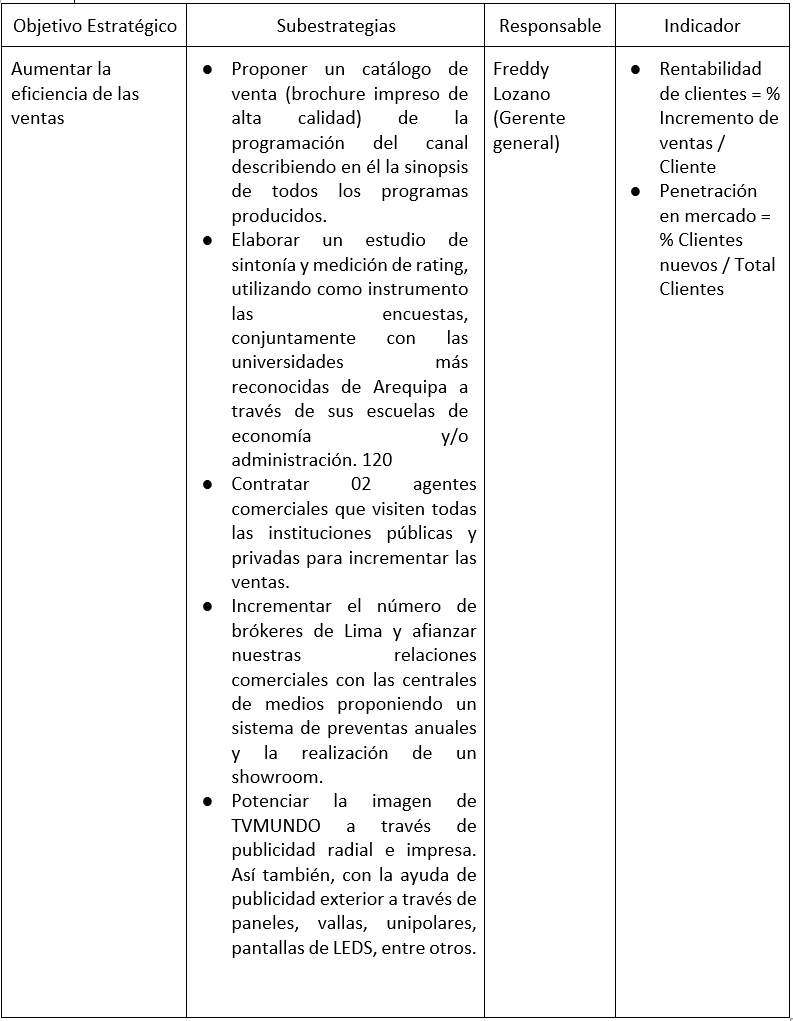 Objetivo Estratégico
Subestrategias
Responsable
Indicador
Aumentar la
eficiencia de las
ventas
● Proponer un catálogo de
venta (brochure impreso de
alta calidad) de la
programación del canal
describiendo en él la sinopsis
de todos los programas
producidos.
● Elaborar un estudio de
sintonía y medición de rating,
utilizando como instrumento
las encuestas,
conjuntamente con las
universidades más
reconocidas de Arequipa a
través de sus escuelas de
economía y/o
administración. 120
● Contratar 02 agentes
comerciales que visiten todas
las instituciones públicas y
privadas para incrementar las
ventas.
● Incrementar el número de
brókeres de Lima y afianzar
nuestras relaciones
comerciales con las centrales
de medios proponiendo un
sistema de preventas anuales
y la realización de un
showroom.
● Potenciar la imagen de
TVMUNDO a través de
publicidad radial e impresa.
Así también, con la ayuda de
publicidad exterior a través de
paneles, vallas, unipolares,
pantallas de LEDS, entre otros.
Freddy
Lozano
(Gerente
general)
● Rentabilidad
de clientes = %
Incremento de
ventas /
Cliente
● Penetración
en mercado =
% Clientes
nuevos / Total
Clientes